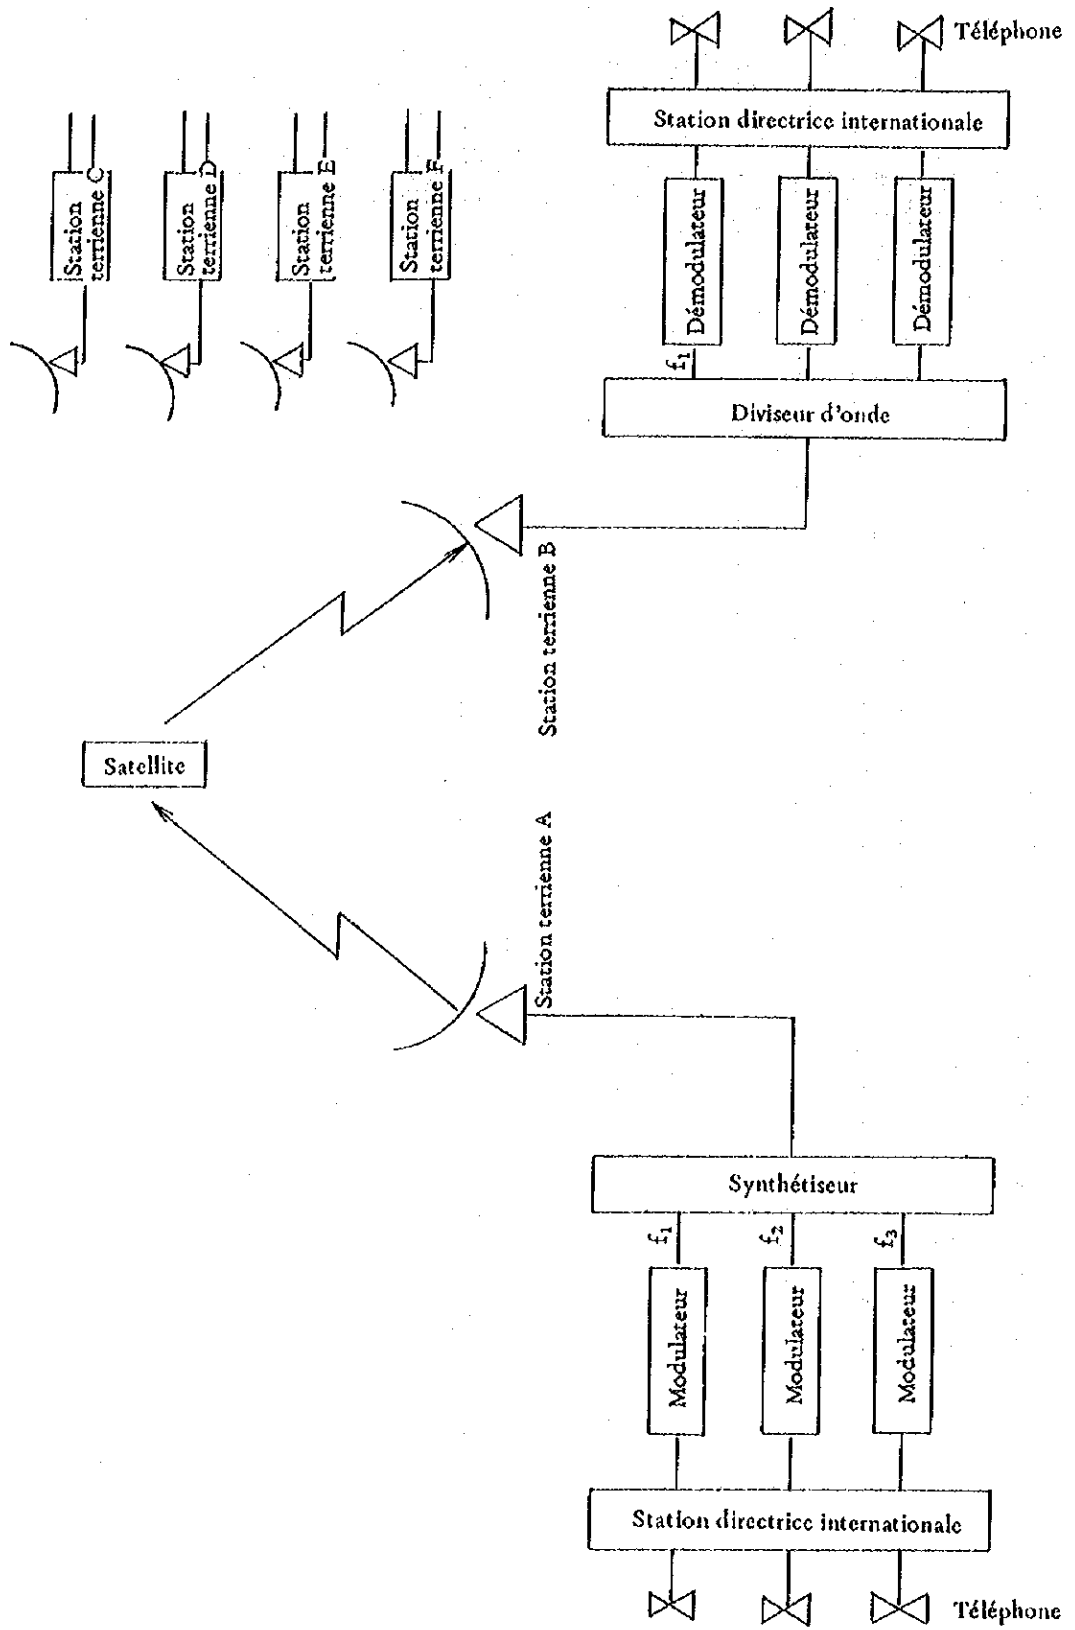 Téléphone
Station directrice internationale
Démodulateur
Démodulateur
Démodulateur
f₁
Diviseur d'onde
Station
terrienne C
Station
terrienne D
Station
terrienne E
Station
terrienne F
Station terrienne B
Satellite
Station terrienne A
Synthétiseur
f₁
f₂
f₃
Modulateur
Modulateur
Modulateur
Station directrice internationale
Téléphone